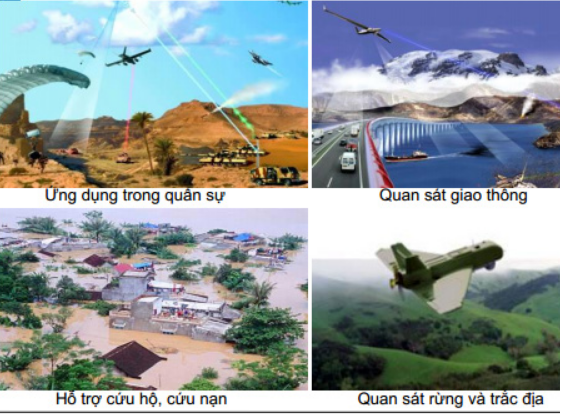 Ứng dụng trong quân sự
Quan sát giao thông
Hỗ trợ cứu hộ, cứu nạn
Quan sát rừng và trắc địa